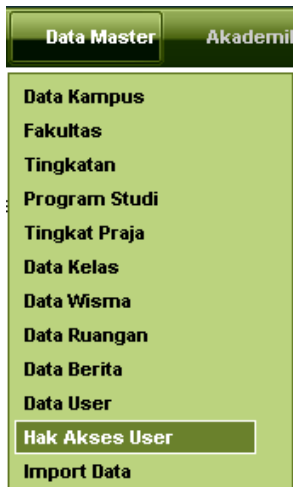 Data Master Akademi
Data Kampus
Fakultas
Tingkatan
Program Studi
Tingkat Praja
Data Kelas
Data Wisma
Data Ruangan
Data Berita
Data User
Hak Akses User
Import Data